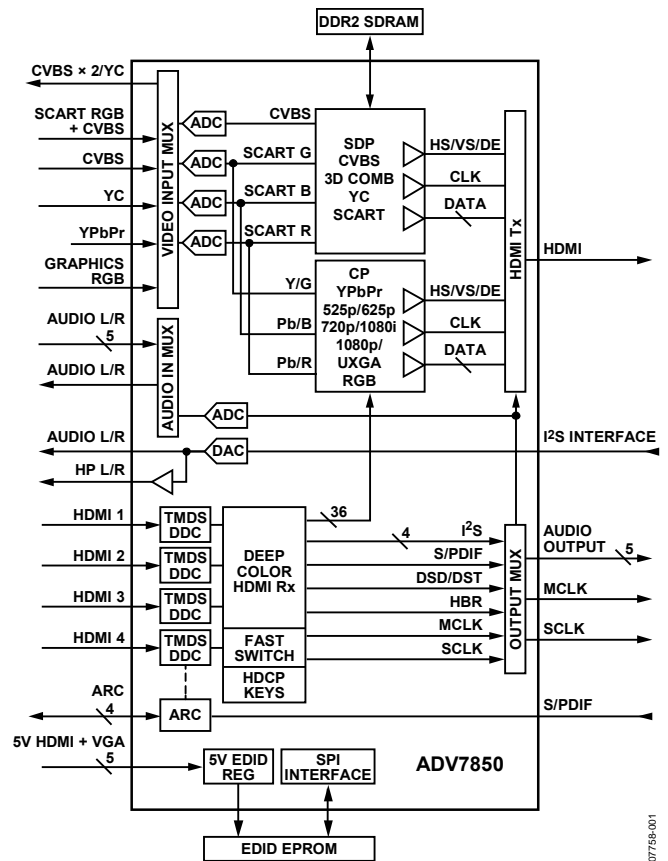 DDR2 SDRAM
CVBS × 2/YC
SCART RGB
+ CVBS
CVBS
YC
YPbPr
GRAPHICS
RGB
VIDEO INPUT MUX
ADC
ADC
ADC
ADC
CVBS
SCART G
SCART B
SCART R
SDP
CVBS
3D COMB
YC
SCART
HS/VS/DE
CLK
DATA
HDMI Tx
HDMI
Y/G
Pb/B
Pb/R
CP
YPbPr
525p/625p
720p/1080i
1080p/
UXGA
RGB
HS/VS/DE
CLK
DATA
AUDIO L/R
5
AUDIO L/R
AUDIO IN MUX
ADC
AUDIO L/R
DAC
I²S INTERFACE
HP L/R
HDMI 1
HDMI 2
HDMI 3
HDMI 4
TMDS
DDC
TMDS
DDC
TMDS
DDC
TMDS
DDC
DEEP
COLOR
HDMI Rx
FAST
SWITCH
HDCP
KEYS
36
4
I²S
S/PDIF
DSD/DST
HBR
MCLK
SCLK
OUTPUT MUX
AUDIO
OUTPUT
5
MCLK
SCLK
ARC
4
ARC
S/PDIF
5V HDMI + VGA
5
5V EDID
REG
SPI
INTERFACE
ADV7850
EDID EPROM
07758-001